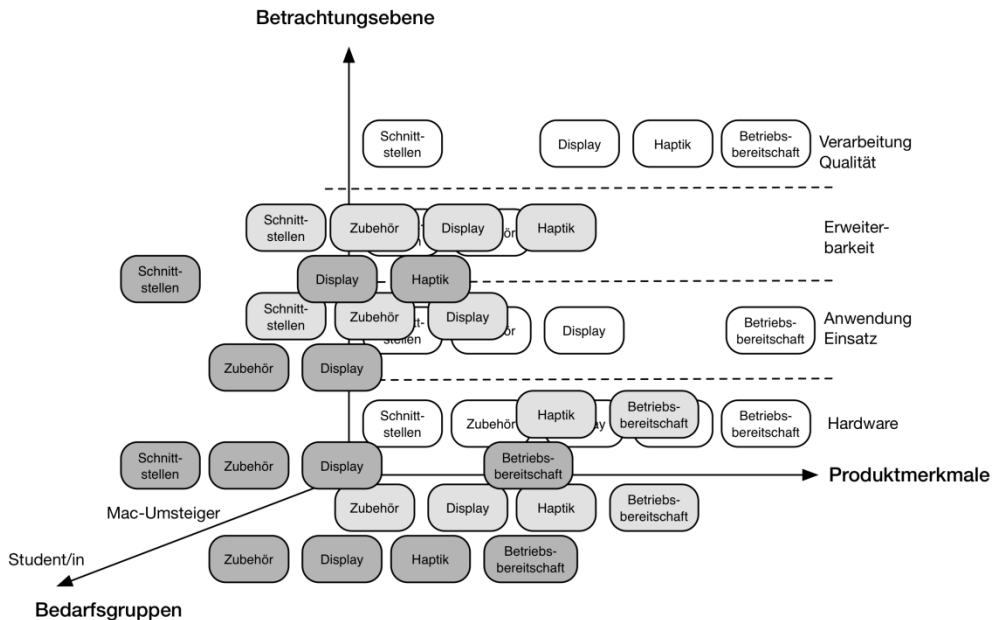 Betrachtungsebene
Schnitt-
stellen
Display
Haptik
Betriebs-
bereitschaft
Verarbeitung
Qualität
Schnitt-
stellen
Zubehör
Display
Haptik
Erweiter-
barkeit
Schnitt-
stellen
Display
Haptik
Schnitt-
stellen
Zubehör
Display
stellen
Display
Betriebs-
bereitschaft
Anwendung
Einsatz
Zubehör
Display
Schnitt-
stellen
Zubehör
Haptik
Betriebs-
bereitschaft
Betriebs-
bereitschaft
Hardware
Schnitt-
stellen
Zubehör
Display
Betriebs-
bereitschaft
Produktmerkmale
Mac-Umsteiger
Zubehör
Display
Haptik
Betriebs-
bereitschaft
Student/in
Zubehör
Display
Haptik
Betriebs-
bereitschaft
Bedarfsgruppen